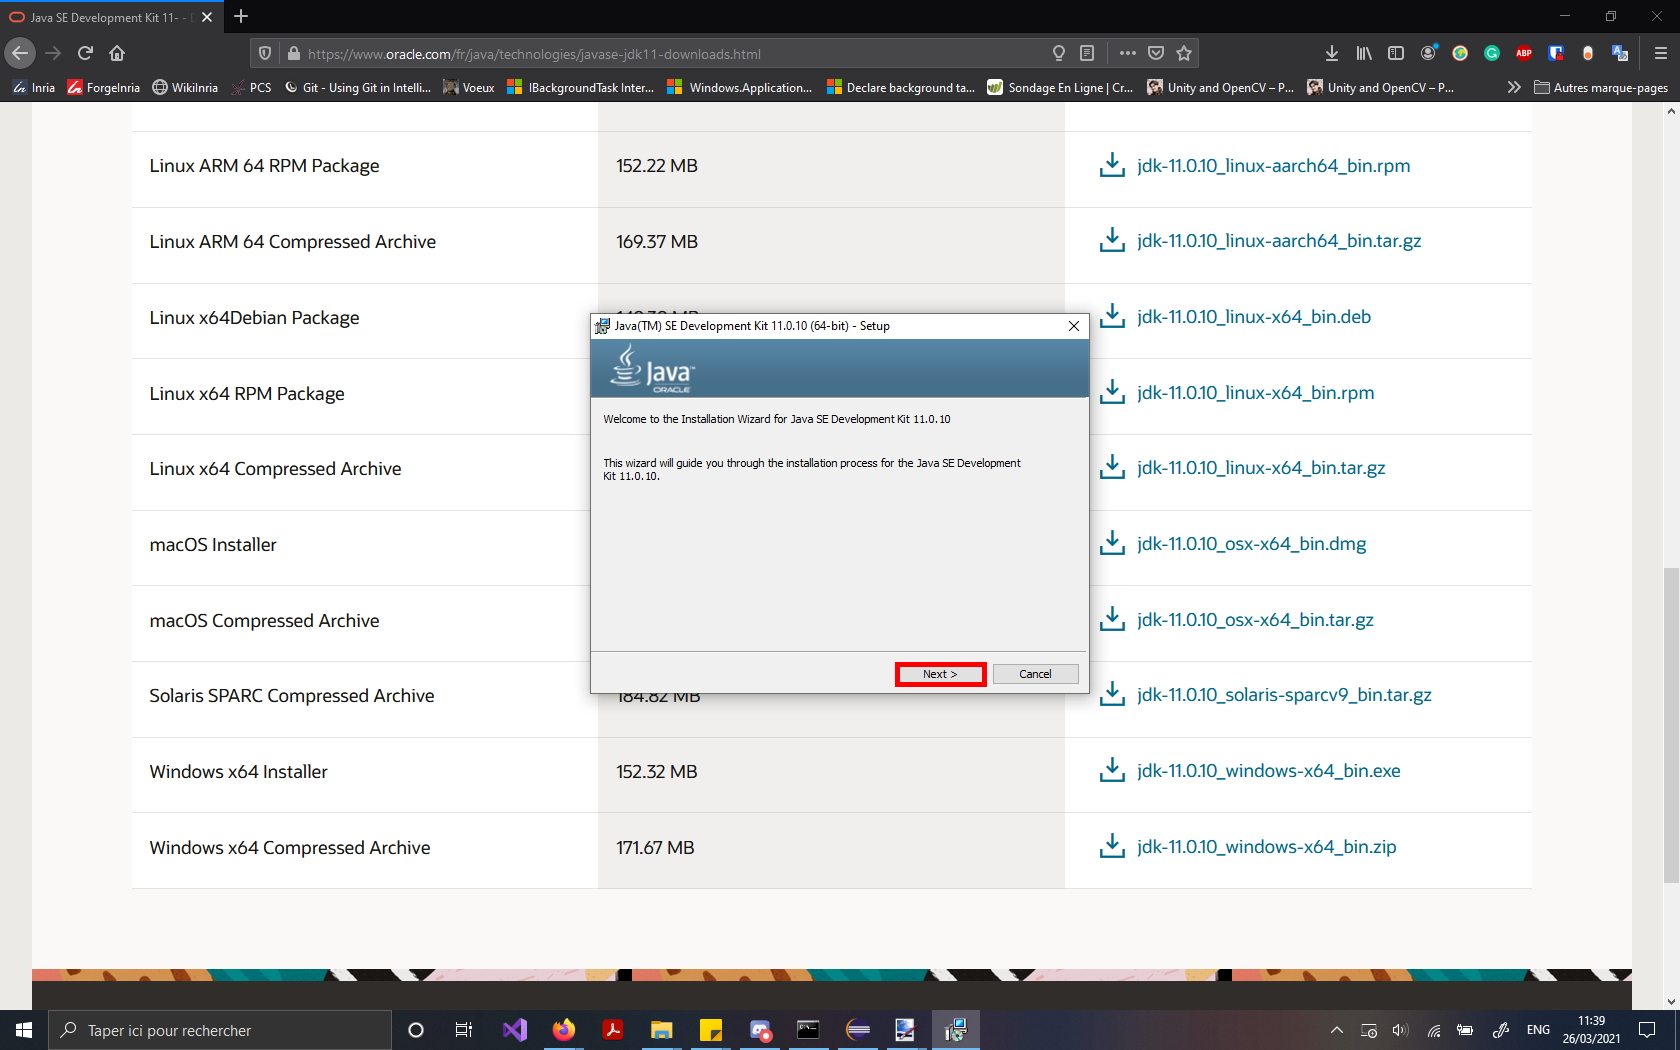 Java SE Development Kit 11- - D
https://www.oracle.com/fr/java/technologies/javase-jdk11-downloads.html
ABP
in Inria
in ForgeInria
WikiInria
PCS
Git - Using Git in Intelli...
Voeux
IBackgroundTask Inter...
Windows.Application...
Declare background ta...
Sondage En Ligne | Cr...
Unity and OpenCV – P...
Unity and OpenCV – P...
Autres marque-pages
Linux ARM 64 RPM Package 152.22 MB jdk-11.0.10_linux-aarch64_bin.rpm
Linux ARM 64 Compressed Archive 169.37 MB jdk-11.0.10_linux-aarch64_bin.tar.gz
Linux x64Debian Package jdk-11.0.10_linux-x64_bin.deb
Linux x64 RPM Package jdk-11.0.10_linux-x64_bin.rpm
Linux x64 Compressed Archive jdk-11.0.10_linux-x64_bin.tar.gz
macOS Installer jdk-11.0.10_osx-x64_bin.dmg
macOS Compressed Archive jdk-11.0.10_osx-x64_bin.tar.gz
Solaris SPARC Compressed Archive 184.82 MB jdk-11.0.10_solaris-sparcv9_bin.tar.gz
Windows x64 Installer 152.32 MB jdk-11.0.10_windows-x64_bin.exe
Windows x64 Compressed Archive 171.67 MB jdk-11.0.10_windows-x64_bin.zip
Java(TM) SE Development Kit 11.0.10 (64-bit) - Setup
Java™
ORACLE
Welcome to the Installation Wizard for Java SE Development Kit 11.0.10
This wizard will guide you through the installation process for the Java SE Development
Kit 11.0.10.
Next >
Cancel
Taper ici pour rechercher
ENG
11:39
26/03/2021